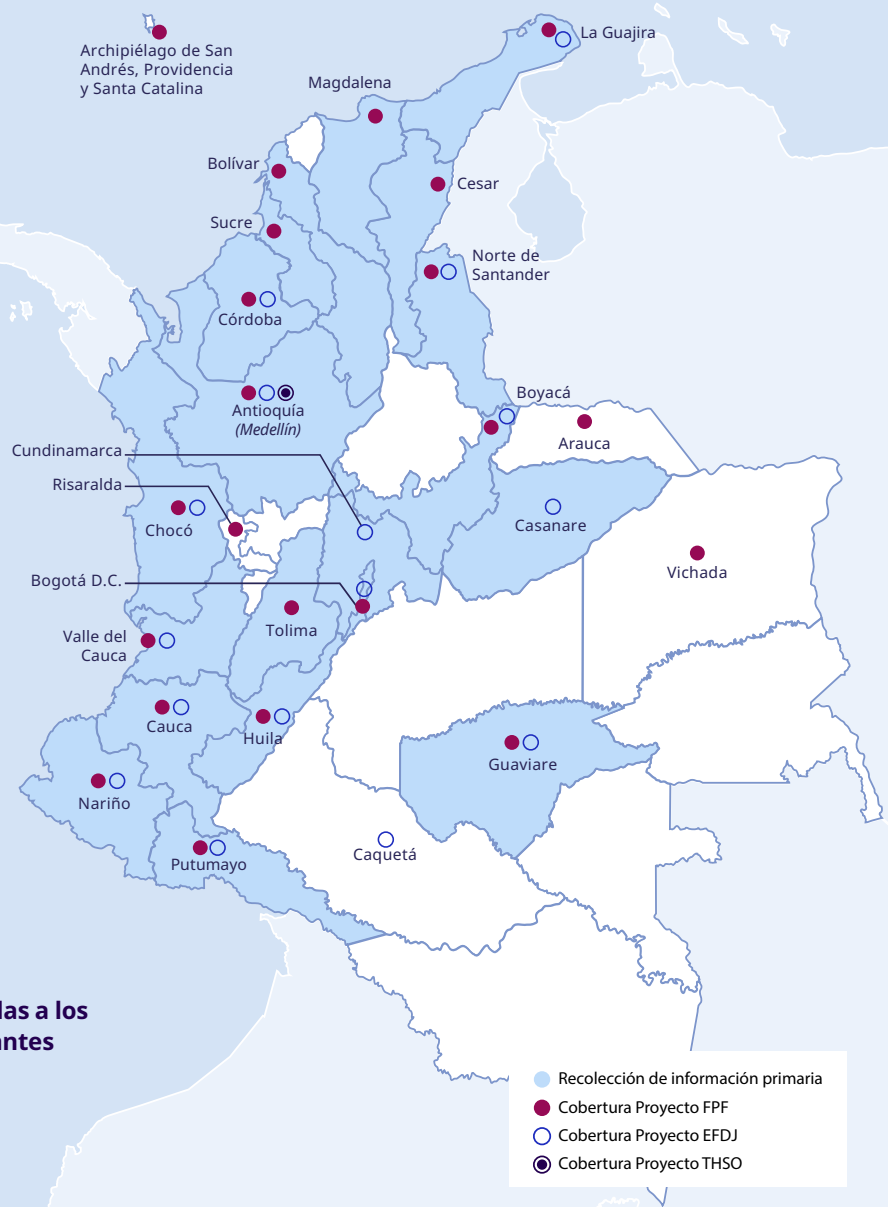 La Guajira
Archipiélago de San
Andrés, Providencia
y Santa Catalina
Magdalena
Bolívar
Cesar
Sucre
Norte de
Santander
Córdoba
Boyacá
Antioquía
(Medellín)
Arauca
Cundinamarca
Risaralda
Chocó
Casanare
Vichada
Bogotá D.C.
Tolima
Valle del
Cauca
Cauca
Huila
Guaviare
Nariño
Caquetá
Putumayo
las a los
antes
Recolección de información primaria
Cobertura Proyecto FPF
Cobertura Proyecto EFDJ
Cobertura Proyecto THSO